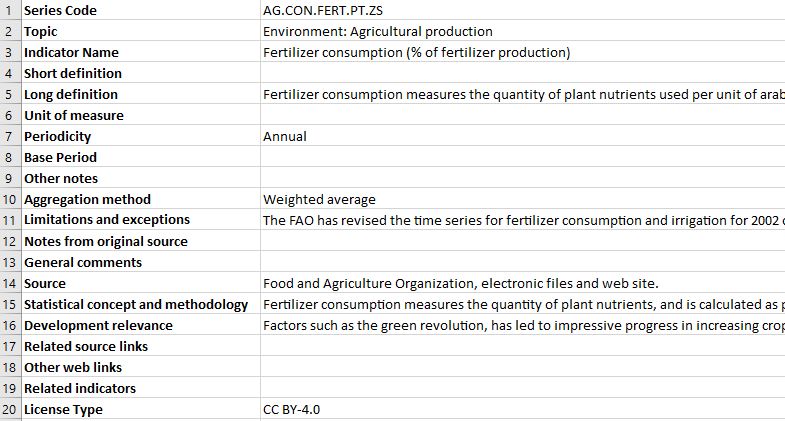 1 Series Code AG.CON.FERT.PT.ZS
2 Topic Environment: Agricultural production
3 Indicator Name Fertilizer consumption (% of fertilizer production)
4 Short definition
5 Long definition Fertilizer consumption measures the quantity of plant nutrients used per unit of arab
6 Unit of measure
7 Periodicity Annual
8 Base Period
9 Other notes
10 Aggregation method Weighted average
11 Limitations and exceptions The FAO has revised the time series for fertilizer consumption and irrigation for 2002
12 Notes from original source
13 General comments
14 Source Food and Agriculture Organization, electronic files and web site.
15 Statistical concept and methodology Fertilizer consumption measures the quantity of plant nutrients, and is calculated as p
16 Development relevance Factors such as the green revolution, has led to impressive progress in increasing crop
17 Related source links
18 Other web links
19 Related indicators
20 License Type CC BY-4.0